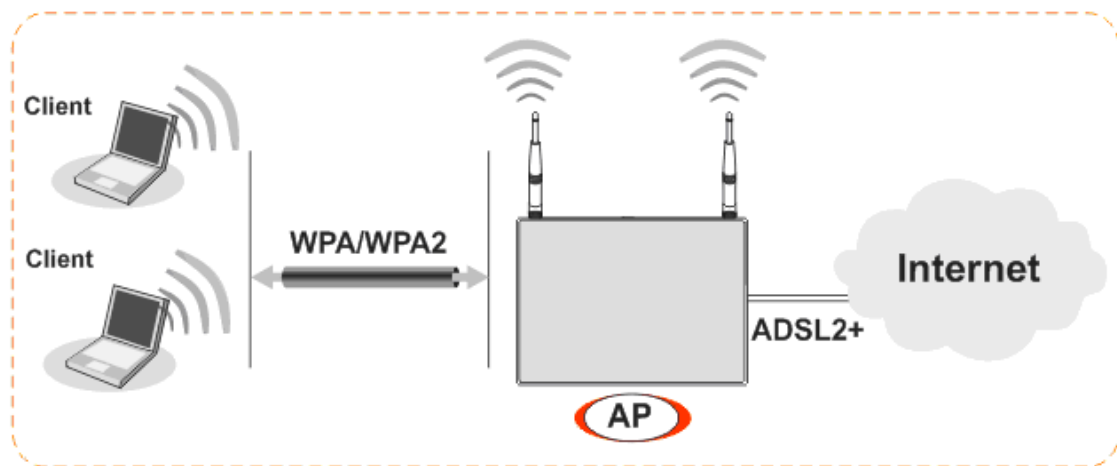 Client
Client
WPA/WPA2
Internet
ADSL2+
AP